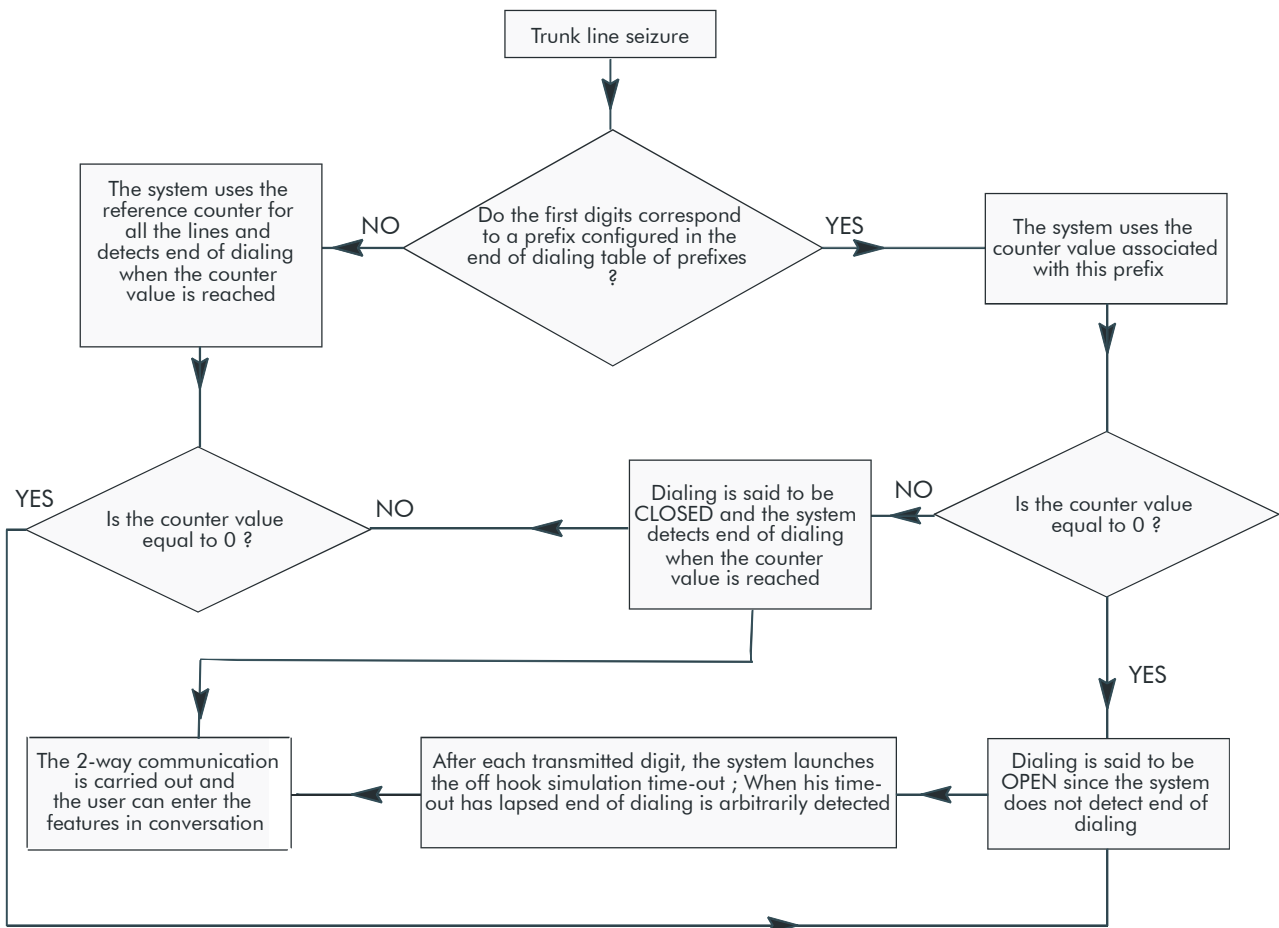 Trunk line seizure
The system uses the
reference counter for
all the lines and
detects end of dialing
when the counter
value is reached
NO
Do the first digits correspond
to a prefix configured in the
end of dialing table of prefixes
?
YES
The system uses the
counter value associated
with this prefix
YES
Is the counter value
equal to 0 ?
NO
Dialing is said to be
CLOSED and the system
detects end of dialing
when the counter
value is reached
NO
Is the counter value
equal to 0 ?
YES
The 2-way communication
is carried out and
the user can enter the
features in conversation
After each transmitted digit, the system launches
the off hook simulation time-out ; When his time-
out has lapsed end of dialing is arbitrarily detected
Dialing is said to be
OPEN since the system
does not detect end of
dialing